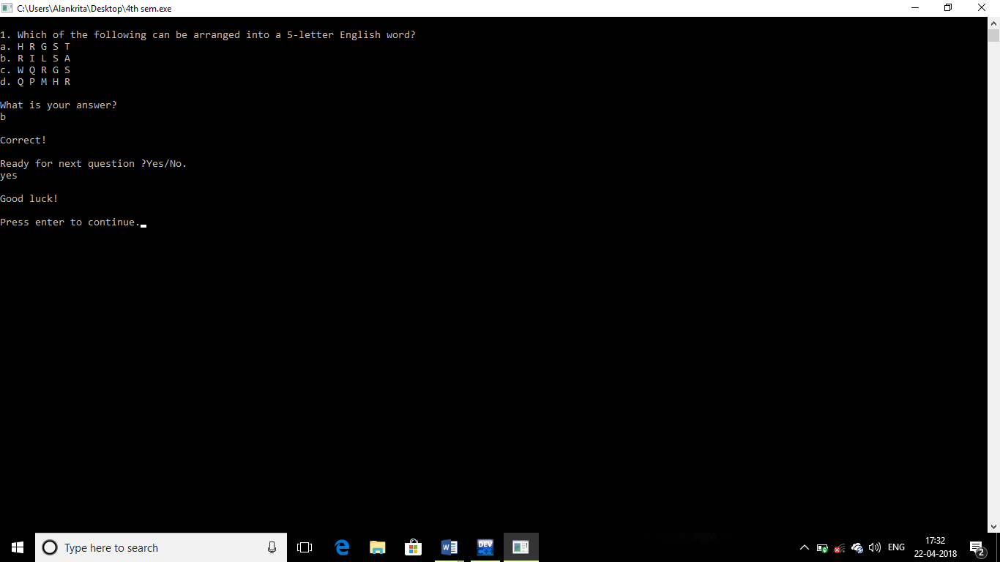 C:\Users\Alankrita\Desktop\4th sem.exe
1. Which of the following can be arranged into a 5-letter English word?
a. H R G S T
b. R I L S A
c. W Q R G S
d. Q P M H R
What is your answer?
b
Correct!
Ready for next question ?Yes/No.
yes
Good luck!
Press enter to continue.
Type here to search
W
DEV
ENG
17:32
22-04-2018
2